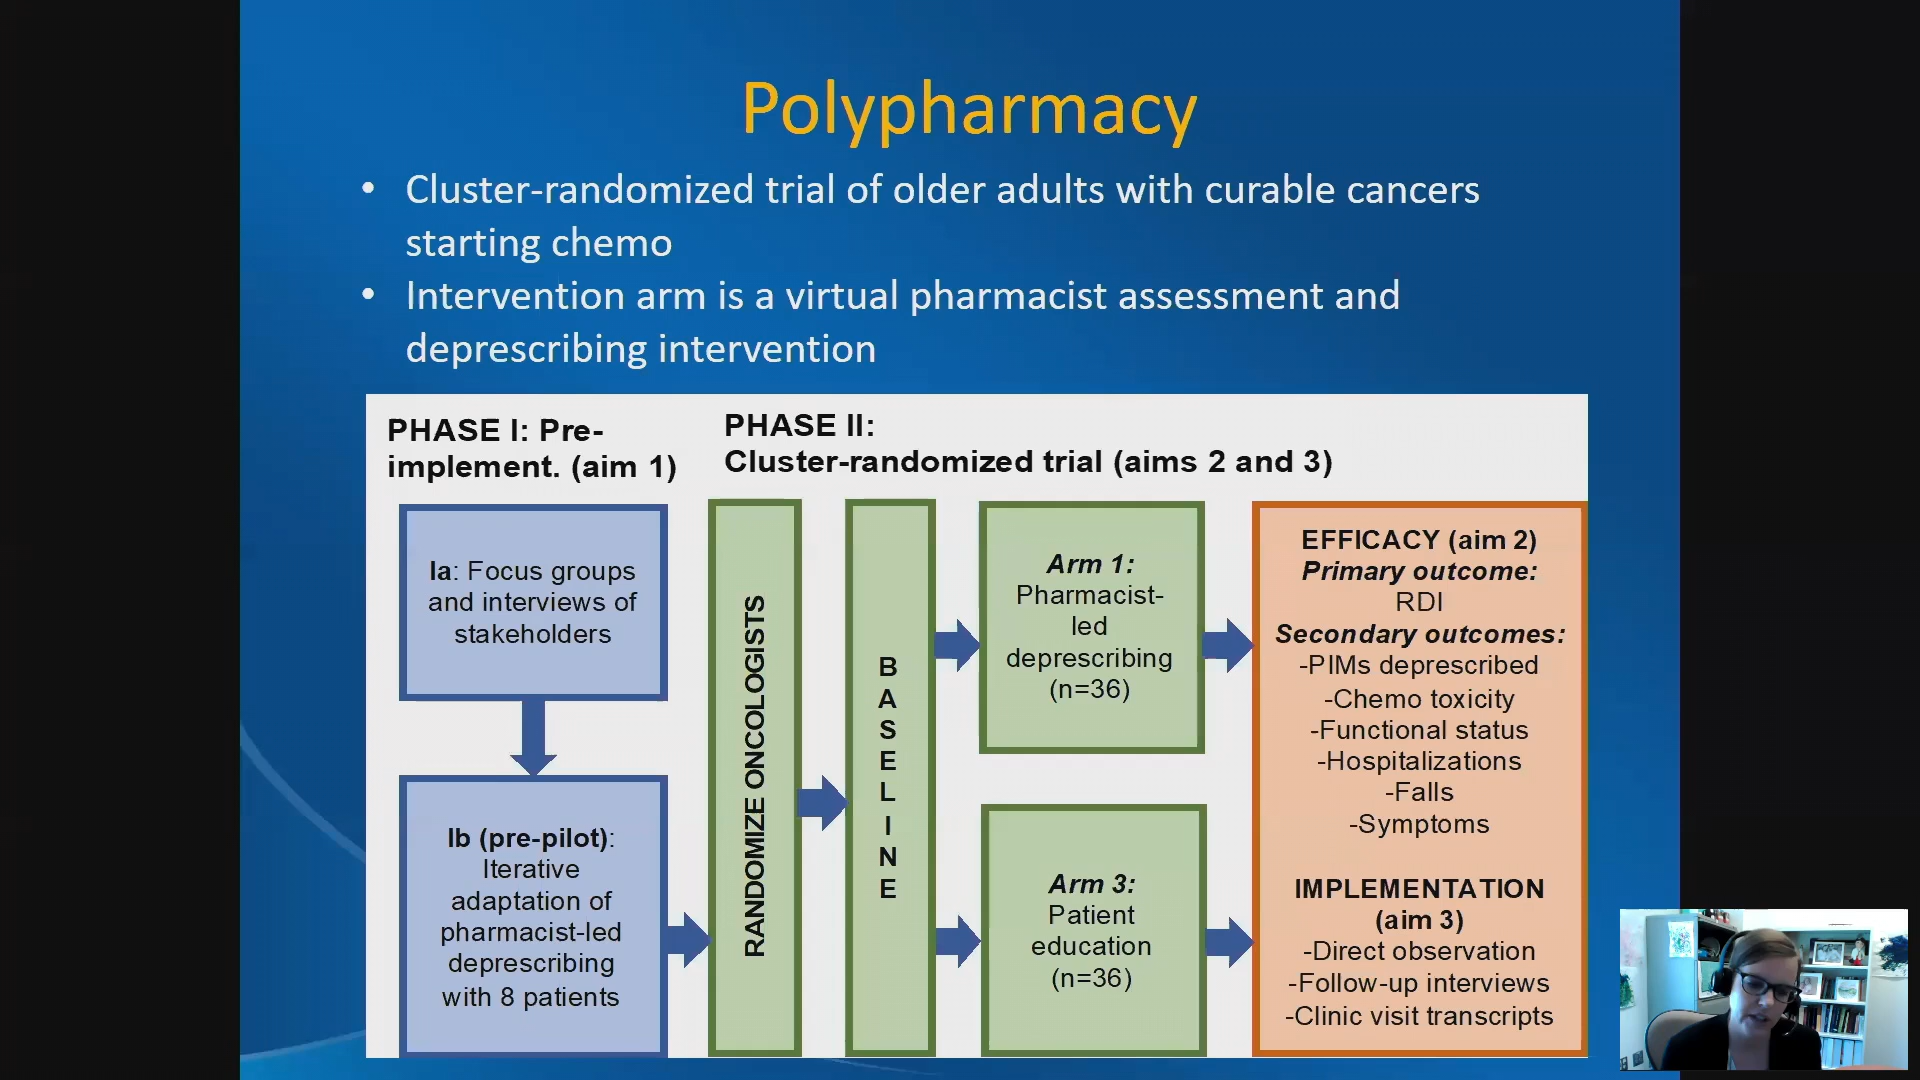 Polypharmacy
• Cluster-randomized trial of older adults with curable cancers
starting chemo
• Intervention arm is a virtual pharmacist assessment and
deprescribing intervention
PHASE I: Pre-
implement. (aim 1)
PHASE II:
Cluster-randomized trial (aims 2 and 3)
Ia: Focus groups
and interviews of
stakeholders
Ib (pre-pilot):
Iterative
adaptation of
pharmacist-led
deprescribing
with 8 patients
RANDOMIZE ONCOLOGISTS
B
A
S
E
L
I
N
E
Arm 1:
Pharmacist-
led
deprescribing
(n=36)
Arm 3:
Patient
education
(n=36)
EFFICACY (aim 2)
Primary outcome:
RDI
Secondary outcomes:
-PIMs deprescribed
-Chemo toxicity
-Functional status
-Hospitalizations
-Falls
-Symptoms
IMPLEMENTATION
(aim 3)
-Direct observation
-Follow-up interviews
-Clinic visit transcripts